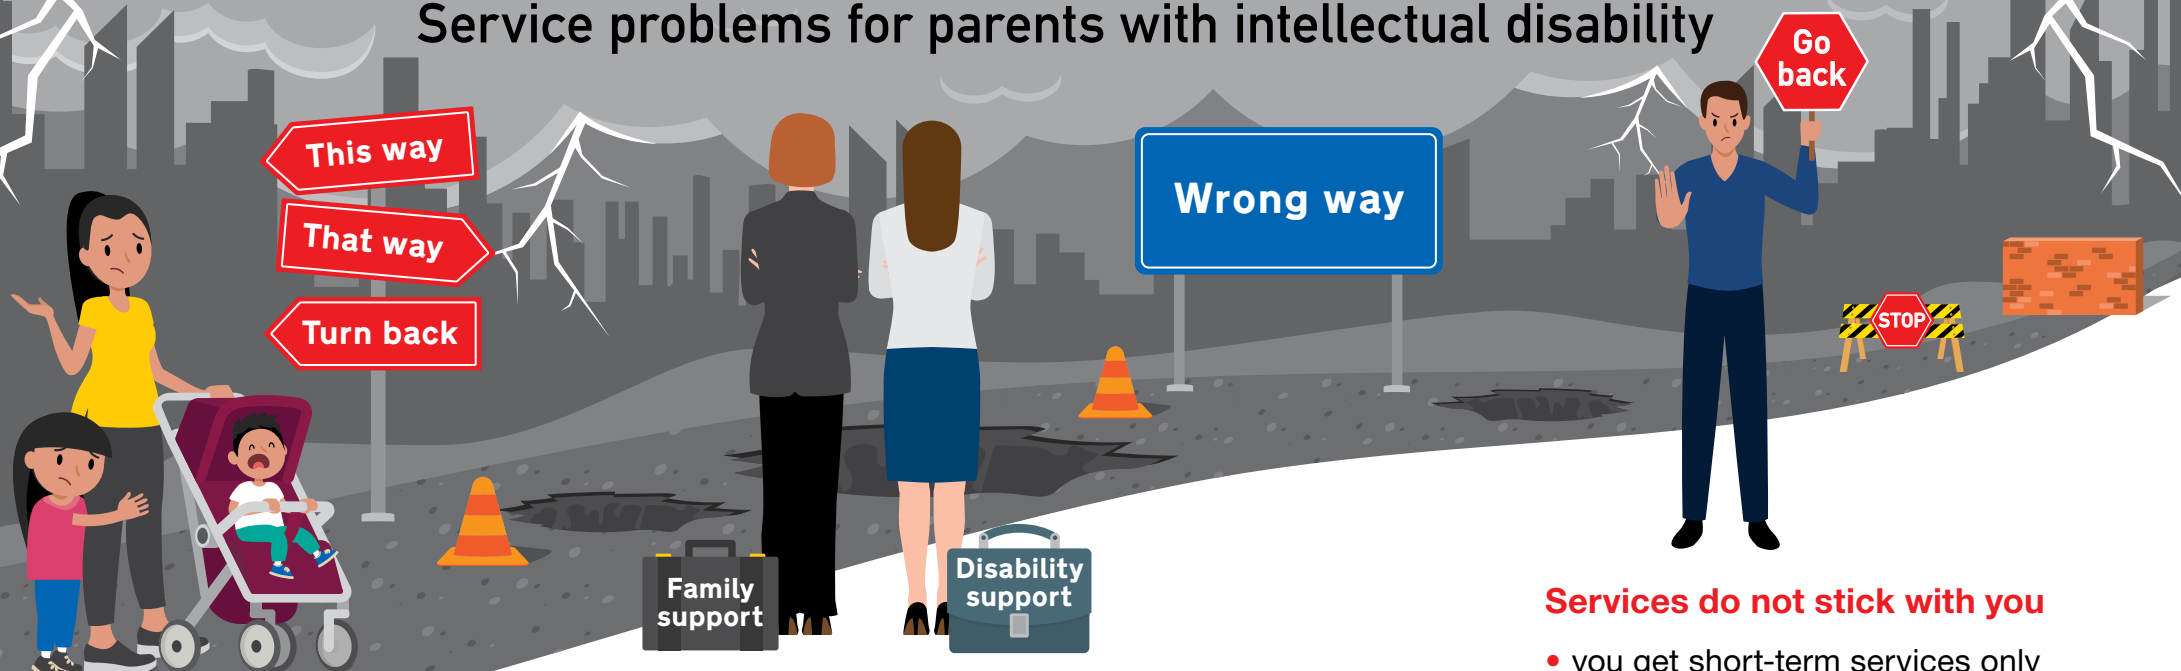 Service problems for parents with intellectual disability
This way
That way
Turn back
Wrong way
Go
back
STOP
Family
support
Disability
support
Services do not stick with you
• you get short-term services only